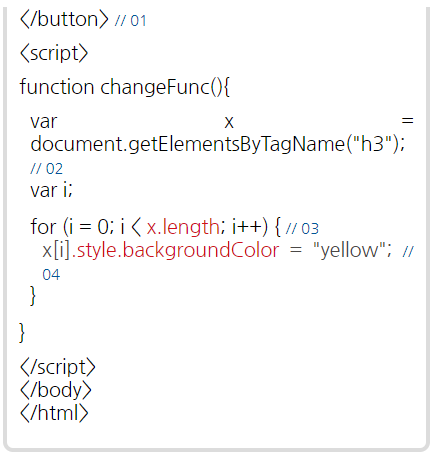 </button> // 01
<script>
function changeFunc(){
var x =
document.getElementsByTagName("h3");
// 02
var i;
for (i = 0; i < x.length; i++) { // 03
x[i].style.backgroundColor = "yellow"; //
04
}
}
</script>
</body>
</html>